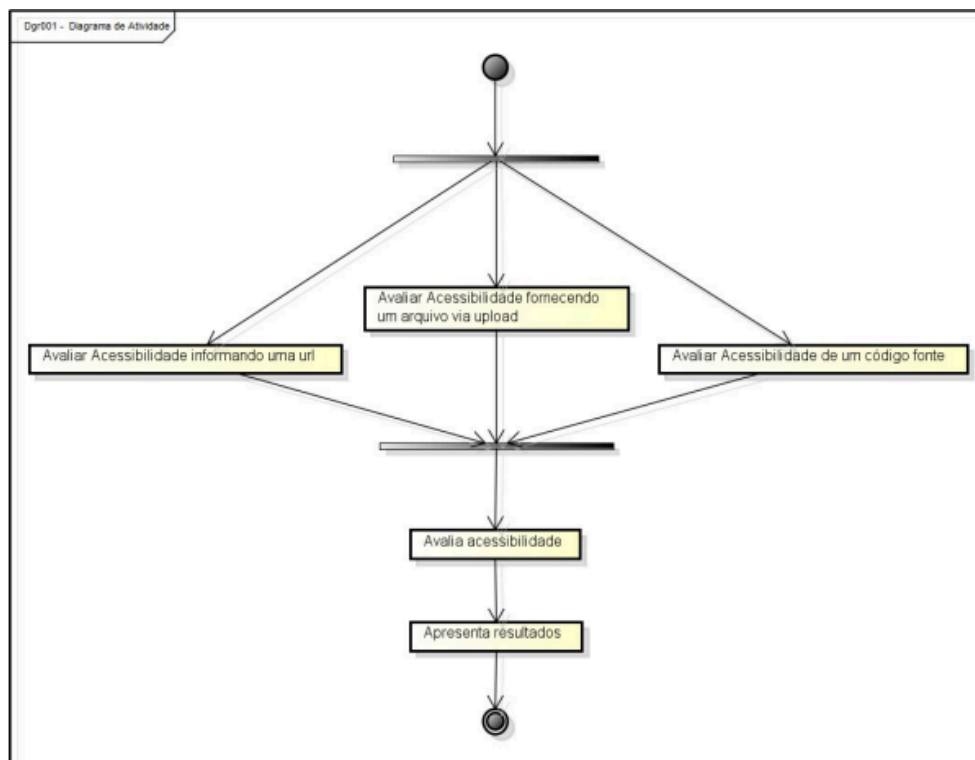 Dgr001 - Diagrama de Atividade
Avaliar Acessibilidade fornecendo
um arquivo via upload
Avaliar Acessibilidade informando uma url
Avaliar Acessibilidade de um código fonte
Avalia acessibilidade
Apresenta resultados